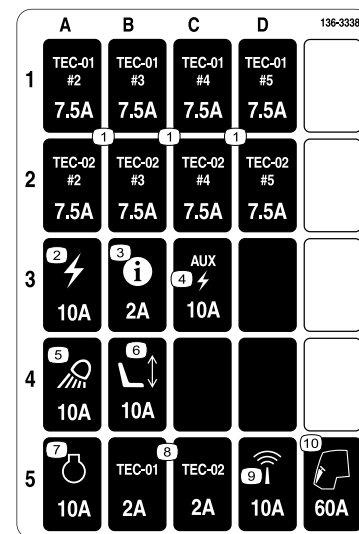 A B C D 136-3338
1 TEC-01 TEC-01 TEC-01 TEC-01
#2 #3 #4 #5
7.5A 7.5A 7.5A 7.5A
1 1 1
2 TEC-02 TEC-02 TEC-02 TEC-02
#2 #3 #4 #5
7.5A 7.5A 7.5A 7.5A
2 3 i AUX
3 4
10A 2A 10A
5 6
4
10A 10A
7 8 10
5 TEC-01 TEC-02 9
10A 2A 2A 10A 60A